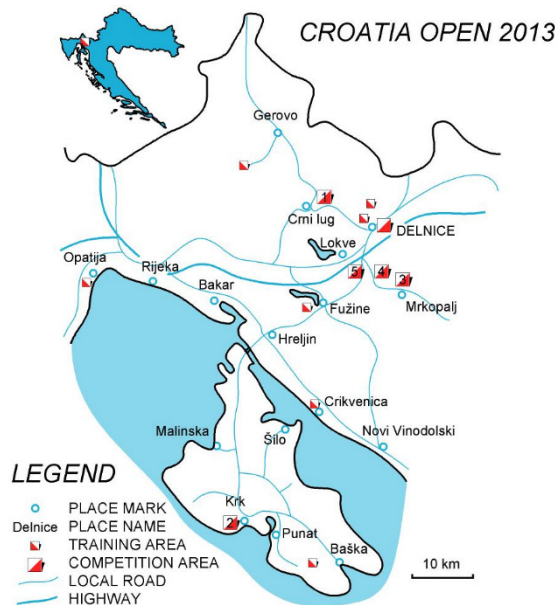 CROATIA OPEN 2013
Gerovo
1
Crni lug
DELNICE
Lokve
Opatija
Rijeka
5
4
3
Bakar
Mrkopalj
Fužine
Hreljin
Crikvenica
Malinska
Šilo
Novi Vinodolski
LEGEND
PLACE MARK
Delnice PLACE NAME
TRAINING AREA
COMPETITION AREA
LOCAL ROAD
HIGHWAY
Krk
2
Punat
Baška
10 km